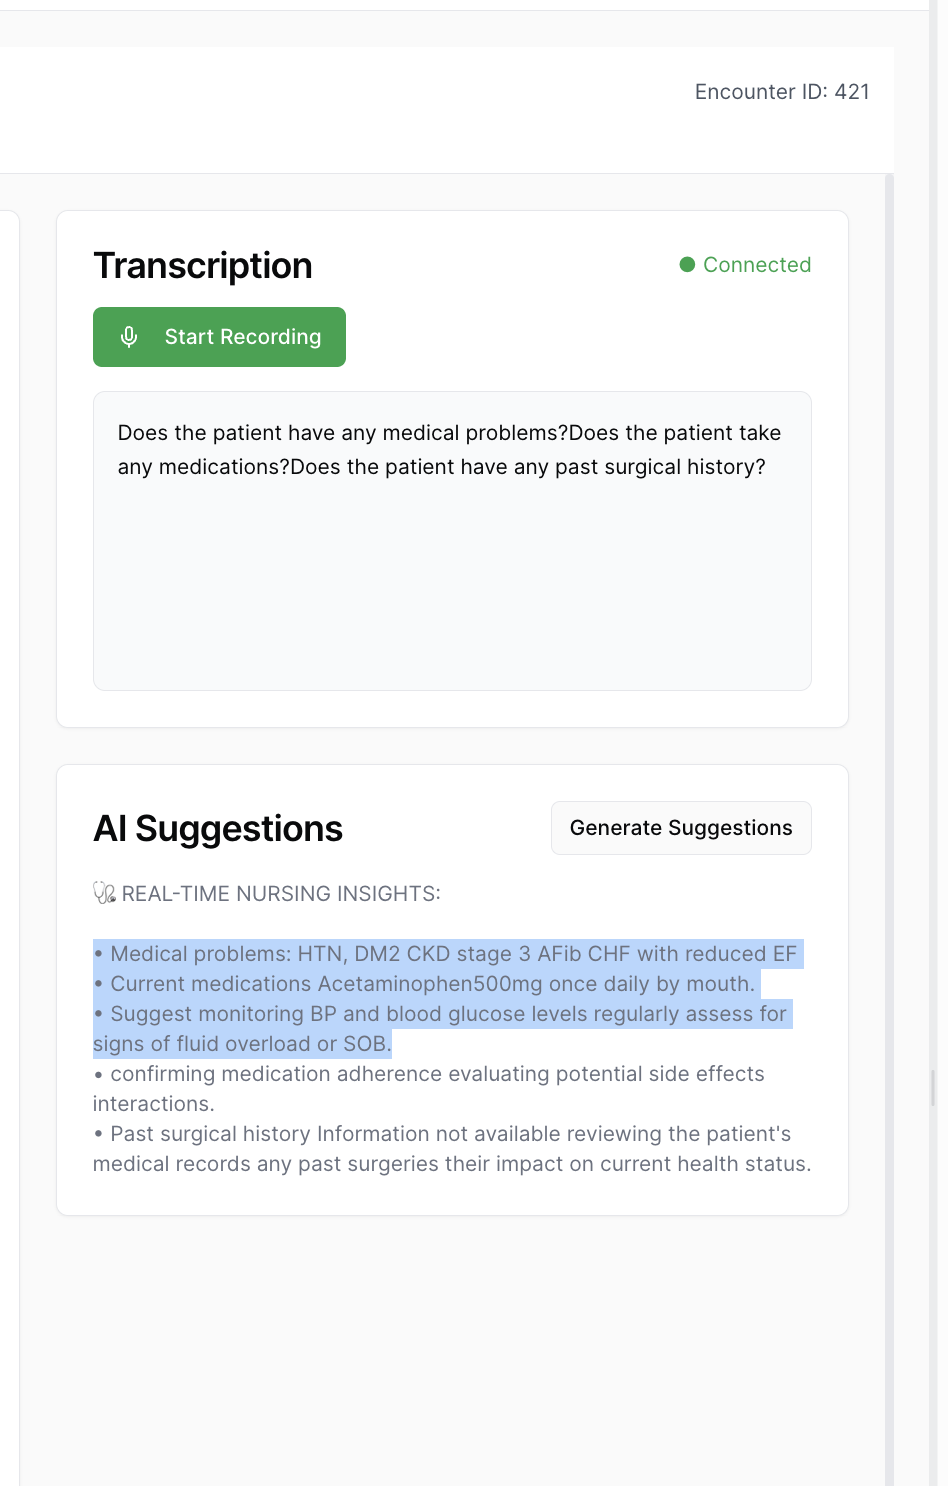 Encounter ID: 421
Transcription
Connected
Start Recording
Does the patient have any medical problems?Does the patient take
any medications?Does the patient have any past surgical history?
AI Suggestions
Generate Suggestions
🩺 REAL-TIME NURSING INSIGHTS:
• Medical problems: HTN, DM2 CKD stage 3 AFib CHF with reduced EF
• Current medications Acetaminophen500mg once daily by mouth.
• Suggest monitoring BP and blood glucose levels regularly assess for
signs of fluid overload or SOB.
• confirming medication adherence evaluating potential side effects
interactions.
• Past surgical history Information not available reviewing the patient's
medical records any past surgeries their impact on current health status.